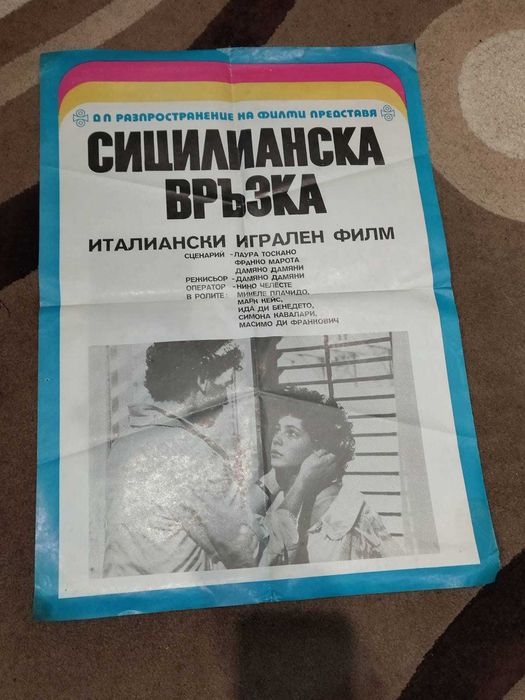 ДП РАЗПРОСТРАНЕНИЕ НА ФИЛМИ ПРЕДСТАВЯ
СИЦИЛИАНСКА
ВРЪЗКА
ИТАЛИАНСКИ ИГРАЛЕН ФИЛМ
СЦЕНАРИЙ - ЛАУРА ТОСКАНО
ФРАНКО МАРОТА
ДАМЯНО ДАМЯНИ
РЕЖИСЬОР - ДАМЯНО ДАМЯНИ
ОПЕРАТОР - НИНО ЧЕЛЕСТЕ
В РОЛИТЕ: МИКЕЛЕ ПЛАЧИДО,
МАРК КЕЙС,
ИДА ДИ БЕНЕДЕТО,
СИМОНА КАВАЛАРИ,
МАСИМО ДИ ФРАНКОВИЧ